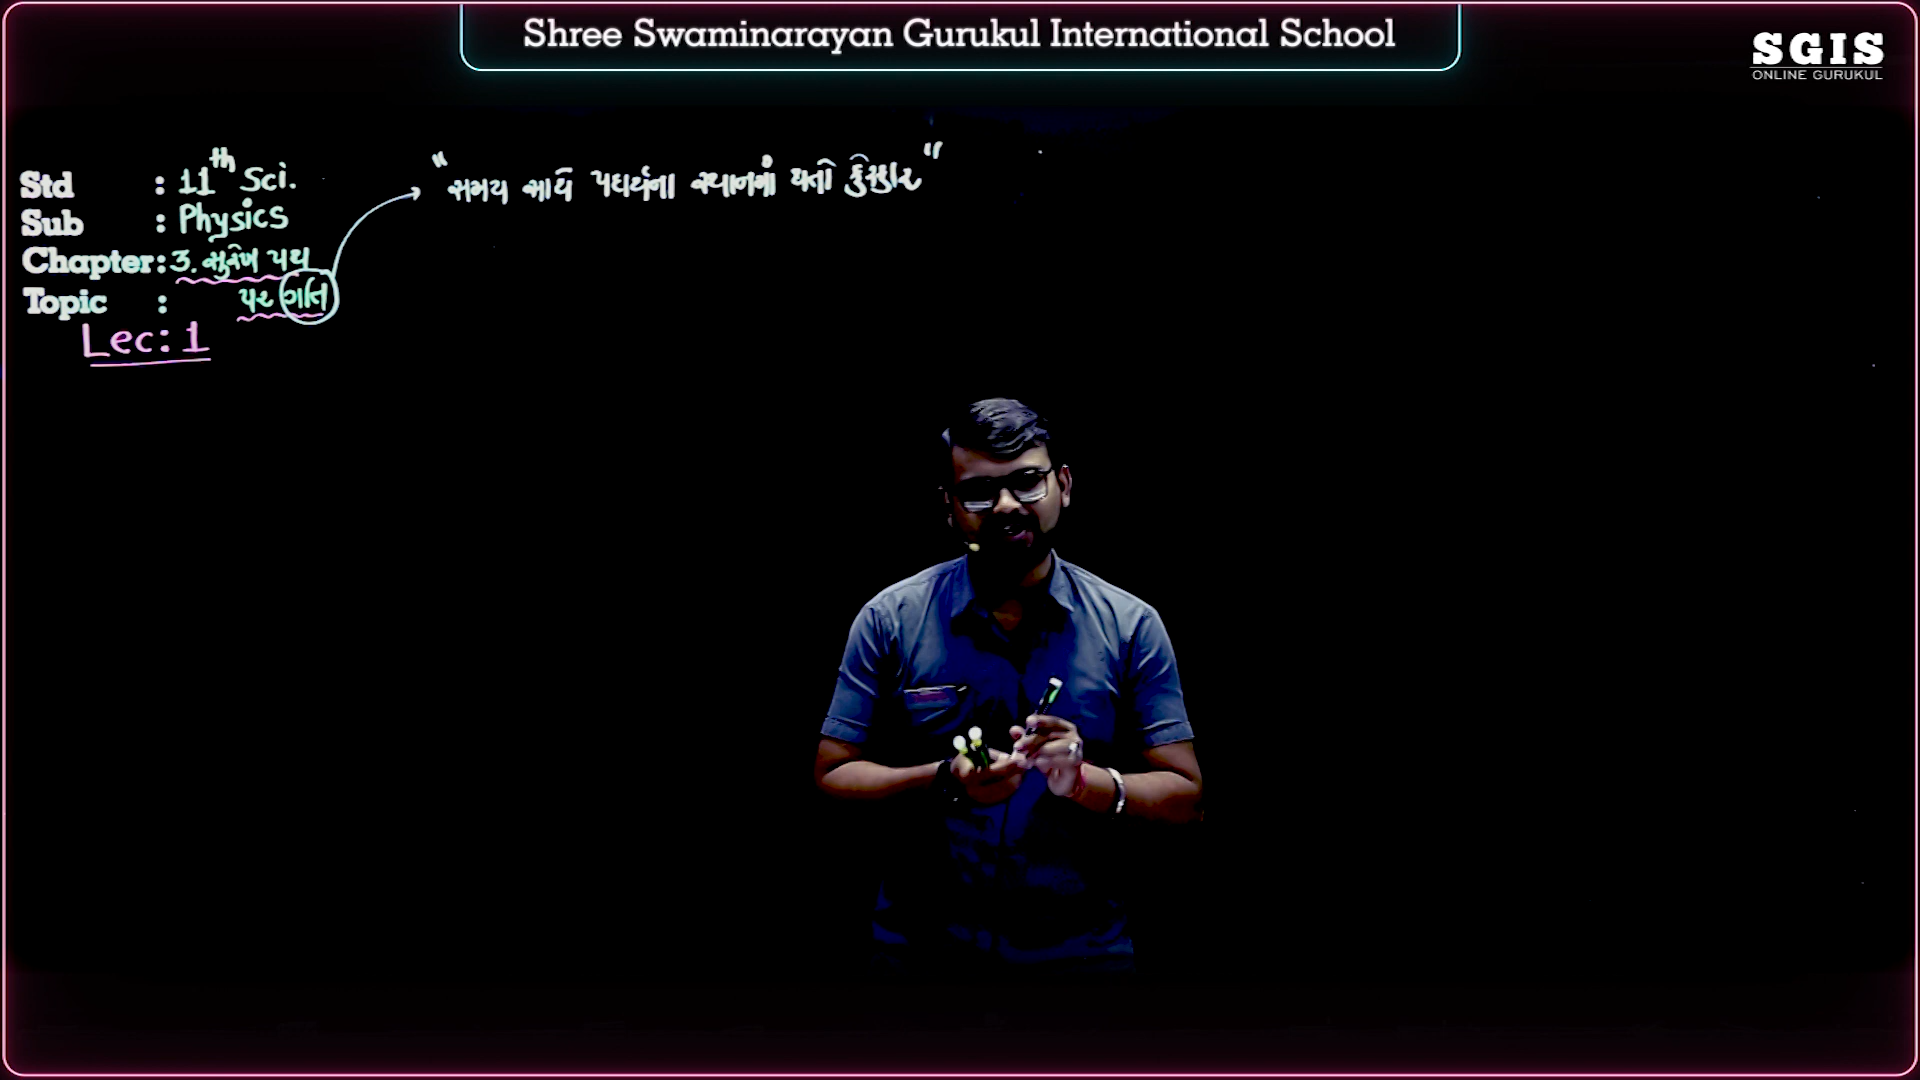 Shree Swaminarayan Gurukul International School
SGIS
ONLINE GURUKUL
Std : 11th Sci.
Sub : Physics
Chapter: 3. સુરેખ પથ
Topic : પર ગતિ
Lec: 1
"સમય સાથે પદાર્થના સ્થાનમાં થતો ફેરફાર"